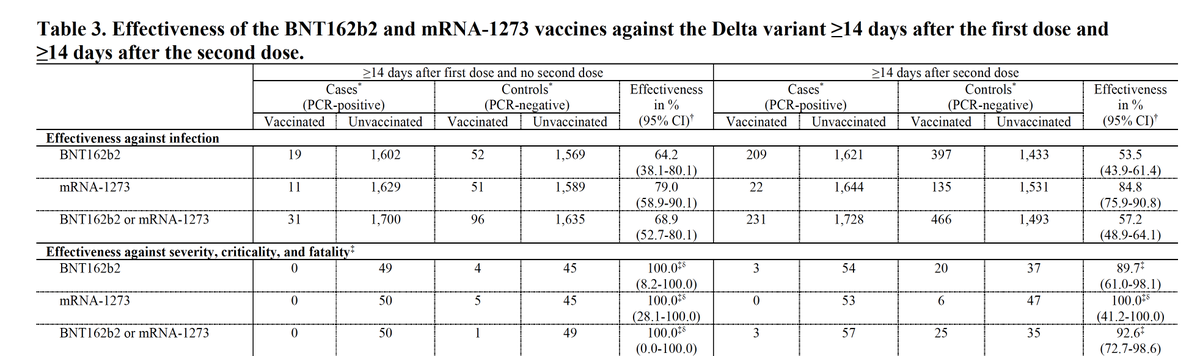 Table 3. Effectiveness of the BNT162b2 and mRNA-1273 vaccines against the Delta variant ≥14 days after the first dose and
≥14 days after the second dose.
≥14 days after first dose and no second dose ≥14 days after second dose
Cases* Controls* Effectiveness Cases* Controls* Effectiveness
(PCR-positive) (PCR-negative) in % (PCR-positive) (PCR-negative) in %
Vaccinated Unvaccinated Vaccinated Unvaccinated (95% CI)† Vaccinated Unvaccinated Vaccinated Unvaccinated (95% CI)†
Effectiveness against infection
BNT162b2 19 1,602 52 1,569 64.2 209 1,621 397 1,433 53.5
(38.1-80.1) (43.9-61.4)
mRNA-1273 11 1,629 51 1,589 79.0 22 1,644 135 1,531 84.8
(58.9-90.1) (75.9-90.8)
BNT162b2 or mRNA-1273 31 1,700 96 1,635 68.9 231 1,728 466 1,493 57.2
(52.7-80.1) (48.9-64.1)
Effectiveness against severity, criticality, and fatality‡
BNT162b2 0 49 4 45 100.0‡§ 3 54 20 37 89.7‡
(8.2-100.0) (61.0-98.1)
mRNA-1273 0 50 5 45 100.0‡§ 0 53 6 47 100.0‡§
(28.1-100.0) (41.2-100.0)
BNT162b2 or mRNA-1273 0 50 1 49 100.0‡§ 3 57 25 35 92.6‡
(0.0-100.0) (72.7-98.6)